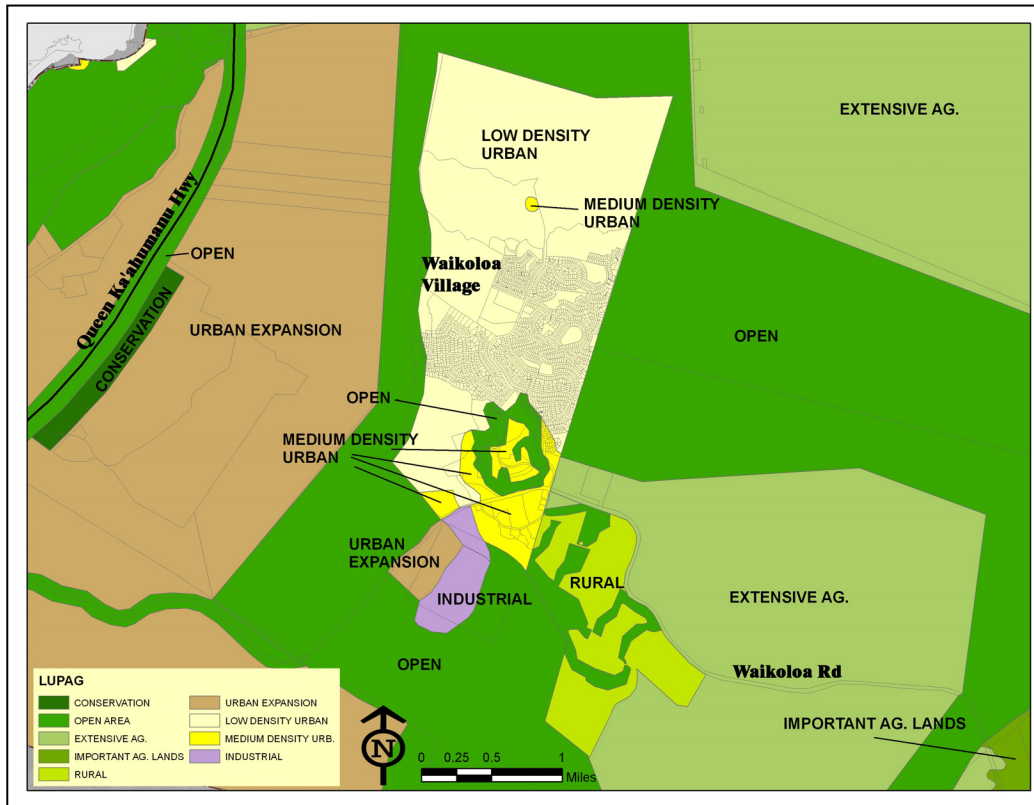 EXTENSIVE AG.
LOW DENSITY
URBAN
MEDIUM DENSITY
URBAN
Queen Ka'ahumanu Hwy
OPEN
Waikoloa
Village
CONSERVATION
URBAN EXPANSION
OPEN
OPEN
MEDIUM DENSITY
URBAN
URBAN
EXPANSION
RURAL
INDUSTRIAL
EXTENSIVE AG.
OPEN
Waikoloa Rd
IMPORTANT AG. LANDS
LUPAG
CONSERVATION
OPEN AREA
EXTENSIVE AG.
IMPORTANT AG. LANDS
RURAL
URBAN EXPANSION
LOW DENSITY URBAN
MEDIUM DENSITY URB.
INDUSTRIAL
N
0 0.25 0.5 1
Miles